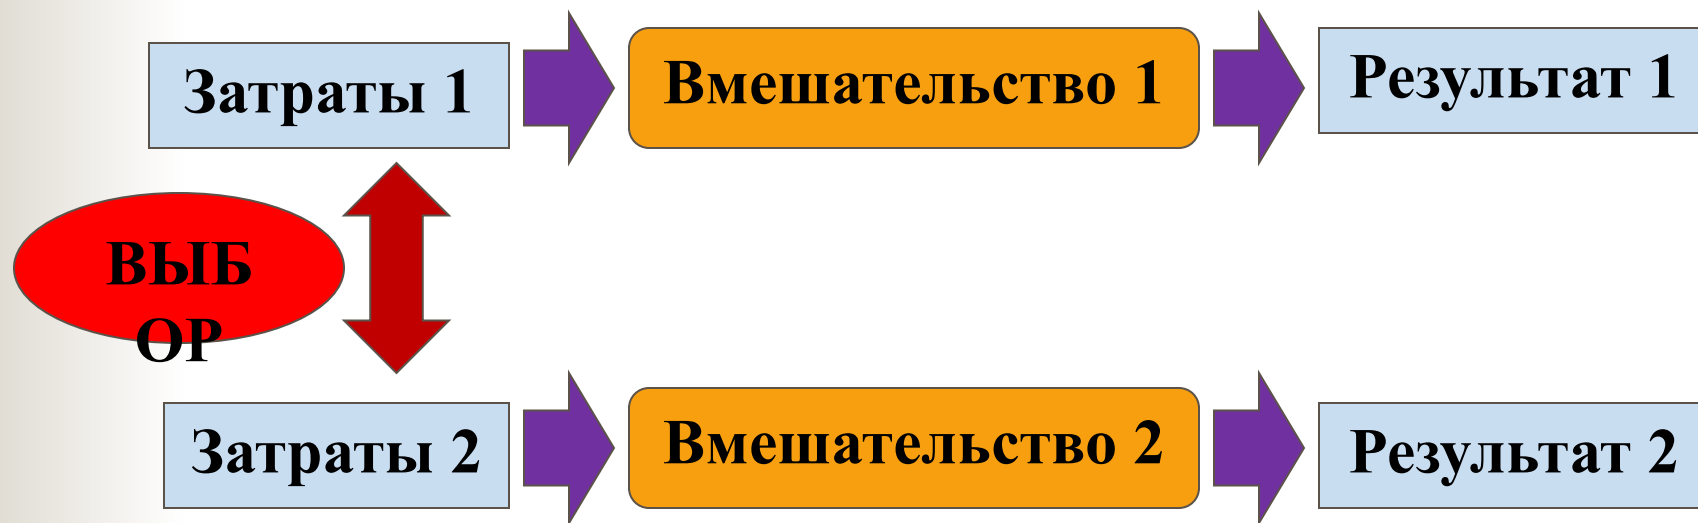 Затраты 1
Вмешательство 1
Результат 1
ВЫБ
ОР
Затраты 2
Вмешательство 2
Результат 2